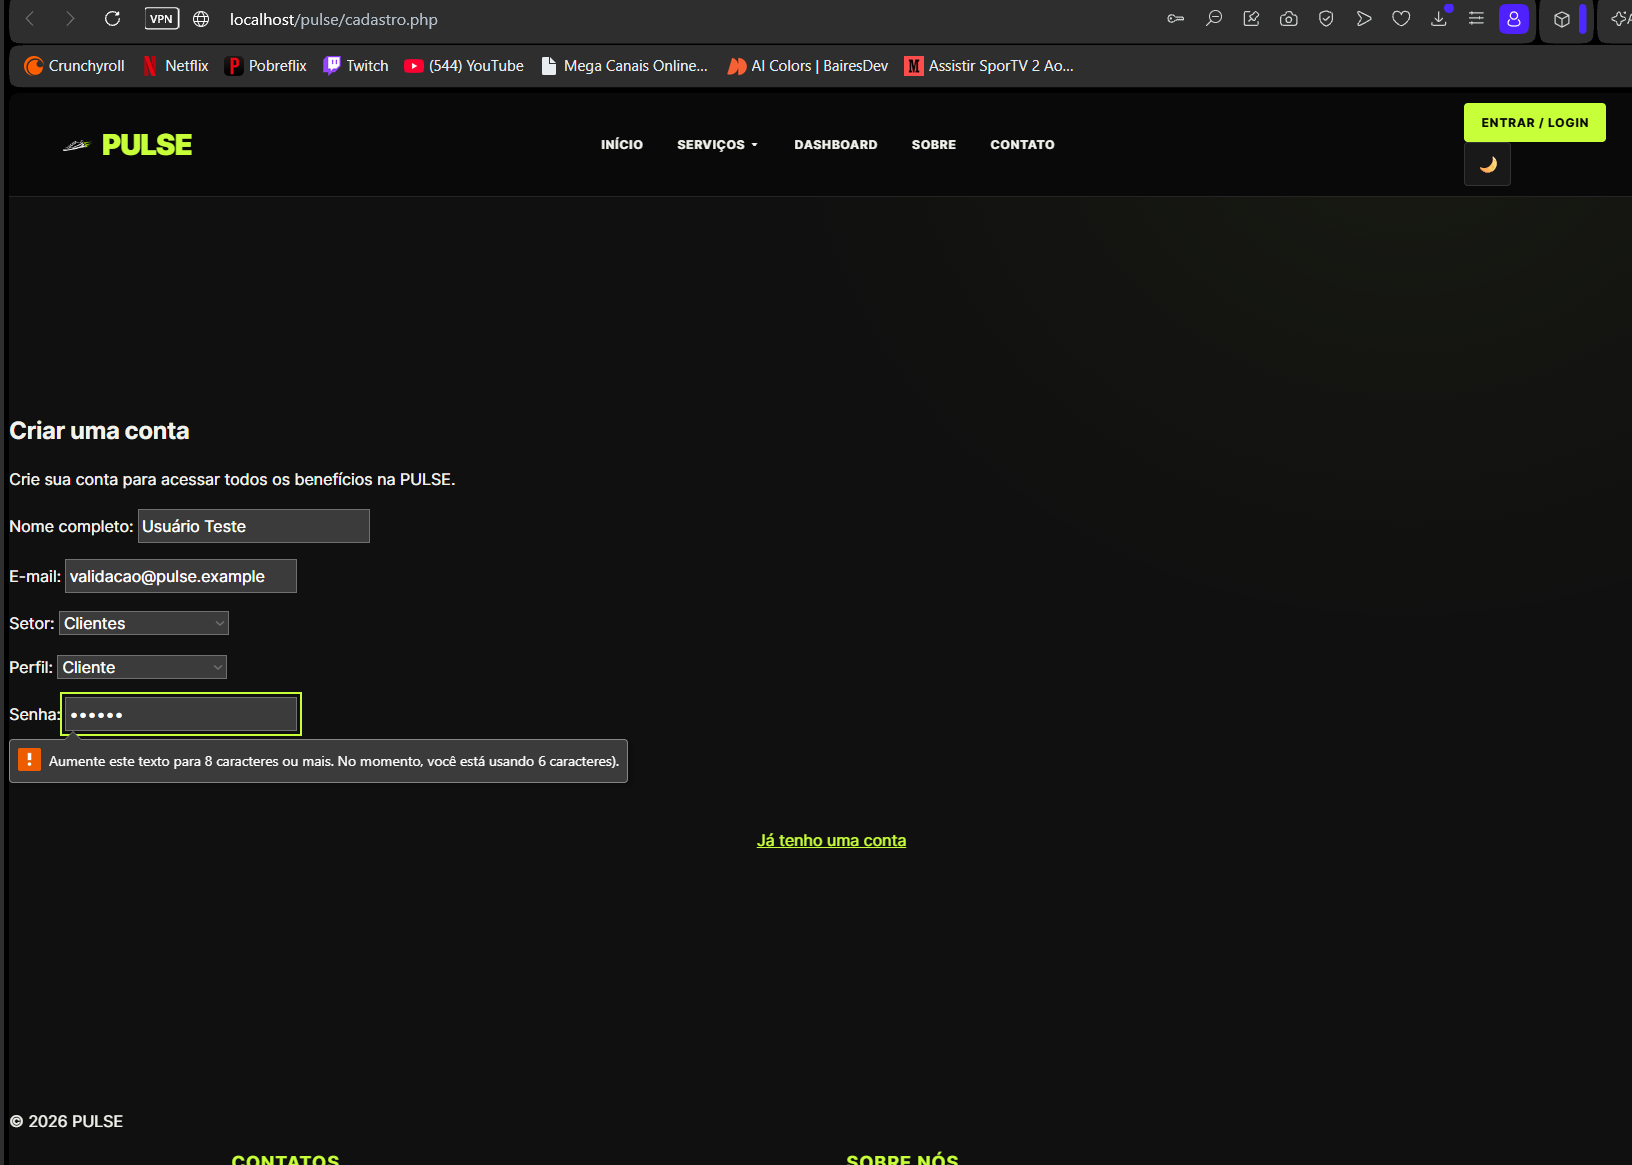 VPN
localhost/pulse/cadastro.php
Crunchyroll
Netflix
Pobreflix
Twitch
(544) YouTube
Mega Canais Online...
AI Colors | BairesDev
Assistir SporTV 2 Ao...
PULSE
INÍCIO
SERVIÇOS
DASHBOARD
SOBRE
CONTATO
ENTRAR / LOGIN
Criar uma conta
Crie sua conta para acessar todos os benefícios na PULSE.
Nome completo: Usuário Teste
E-mail: validacao@pulse.example
Setor: Clientes
Perfil: Cliente
Senha: ••••••
Aumente este texto para 8 caracteres ou mais. No momento, você está usando 6 caracteres).
Já tenho uma conta
© 2026 PULSE
CONTATOS
SOBRE NÓS